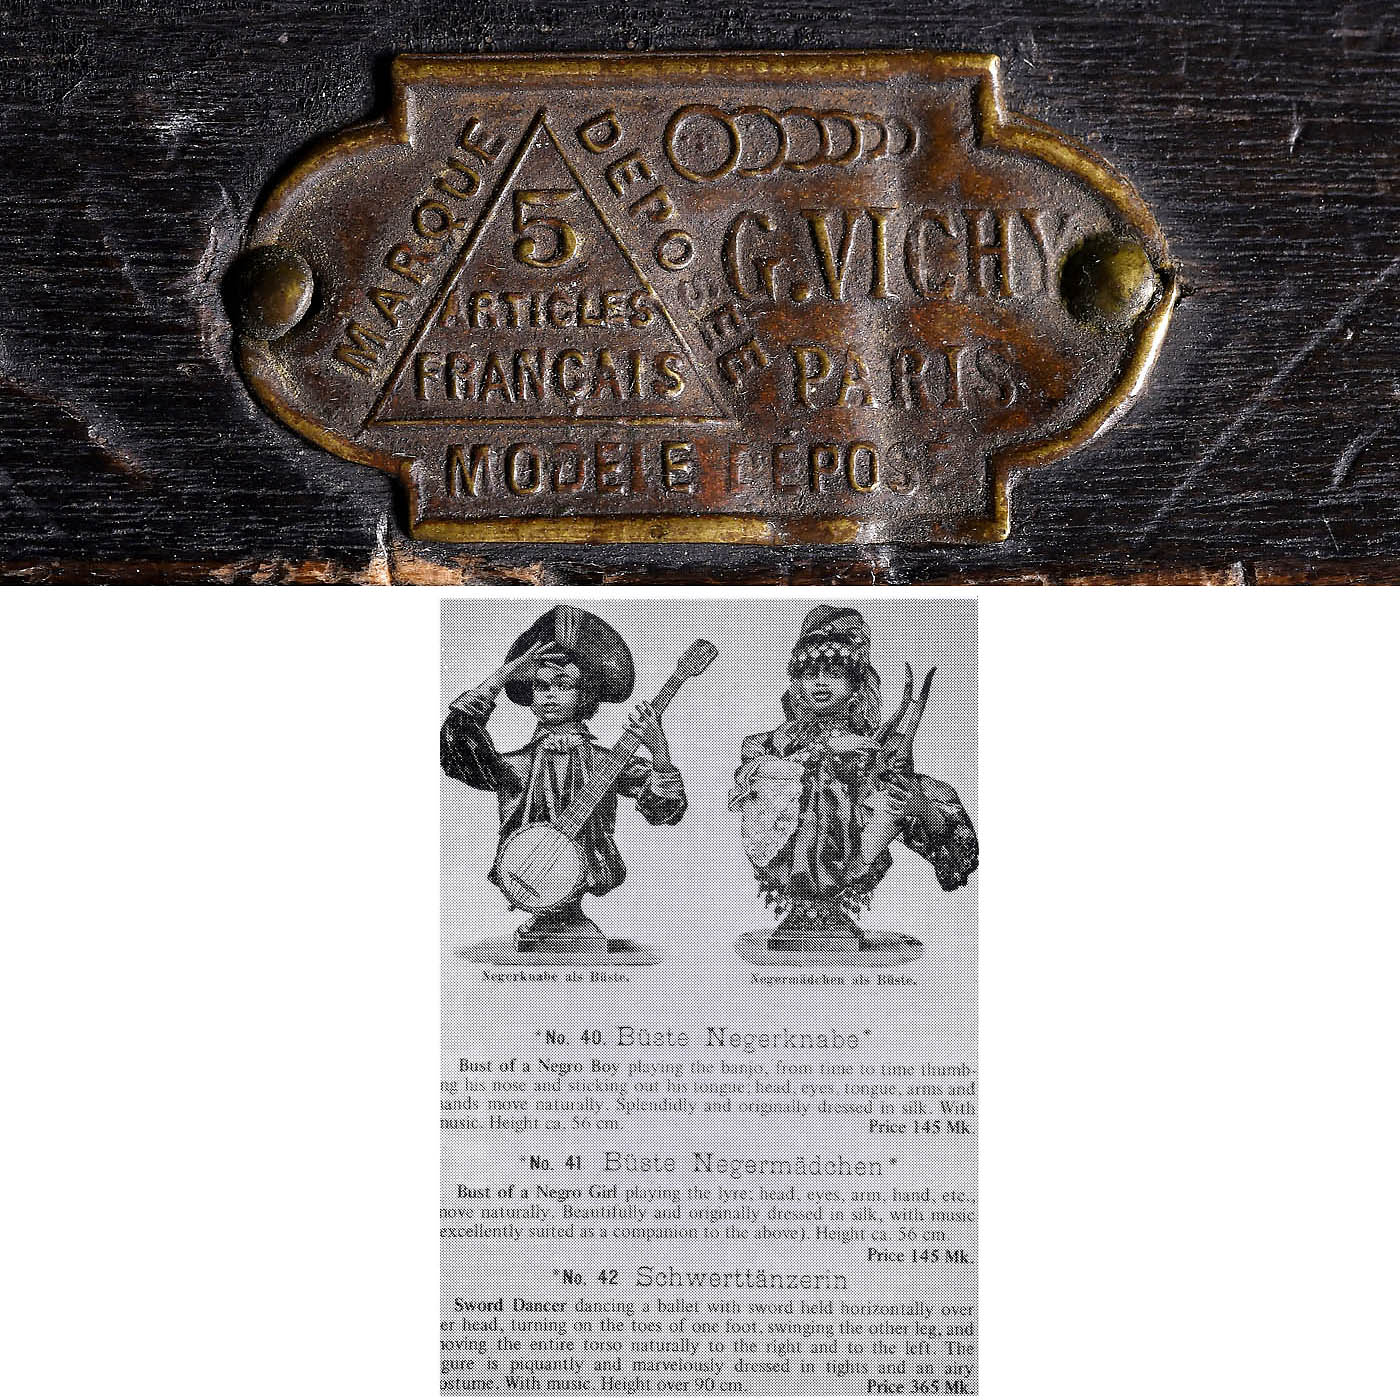 MARQUE DEPOSEE
5
ARTICLES
FRANÇAIS
G. VICHY
PARIS
MODELE DEPOSE
Negerknabe als Büste.
Negermädchen als Büste.
*No. 40. Büste Negerknabe*
Bust of a Negro Boy playing the banjo, from time to time thumb-
ng his nose and sticking out his tongue; head, eyes, tongue, arms and
ands move naturally. Splendidly and originally dressed in silk. With
music. Height ca. 56 cm. Price 145 Mk.
*No. 41 Büste Negermädchen*
Bust of a Negro Girl playing the lyre; head, eyes, arm, hand, etc.,
move naturally. Beautifully and originally dressed in silk, with music
excellently suited as a companion to the above). Height ca. 56 cm.
Price 145 Mk.
*No. 42 Schwerttänzerin
Sword Dancer dancing a ballet with sword held horizontally over
er head, turning on the toes of one foot, swinging the other leg, and
moving the entire torso naturally to the right and to the left. The
gure is piquantly and marvelously dressed in tights and an airy
ostume. With music. Height over 90 cm. Price 365 Mk.